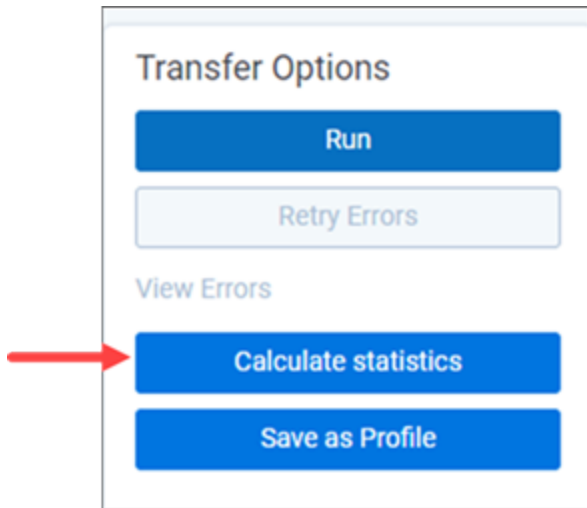 Transfer Options
Run
Retry Errors
View Errors
Calculate statistics
Save as Profile